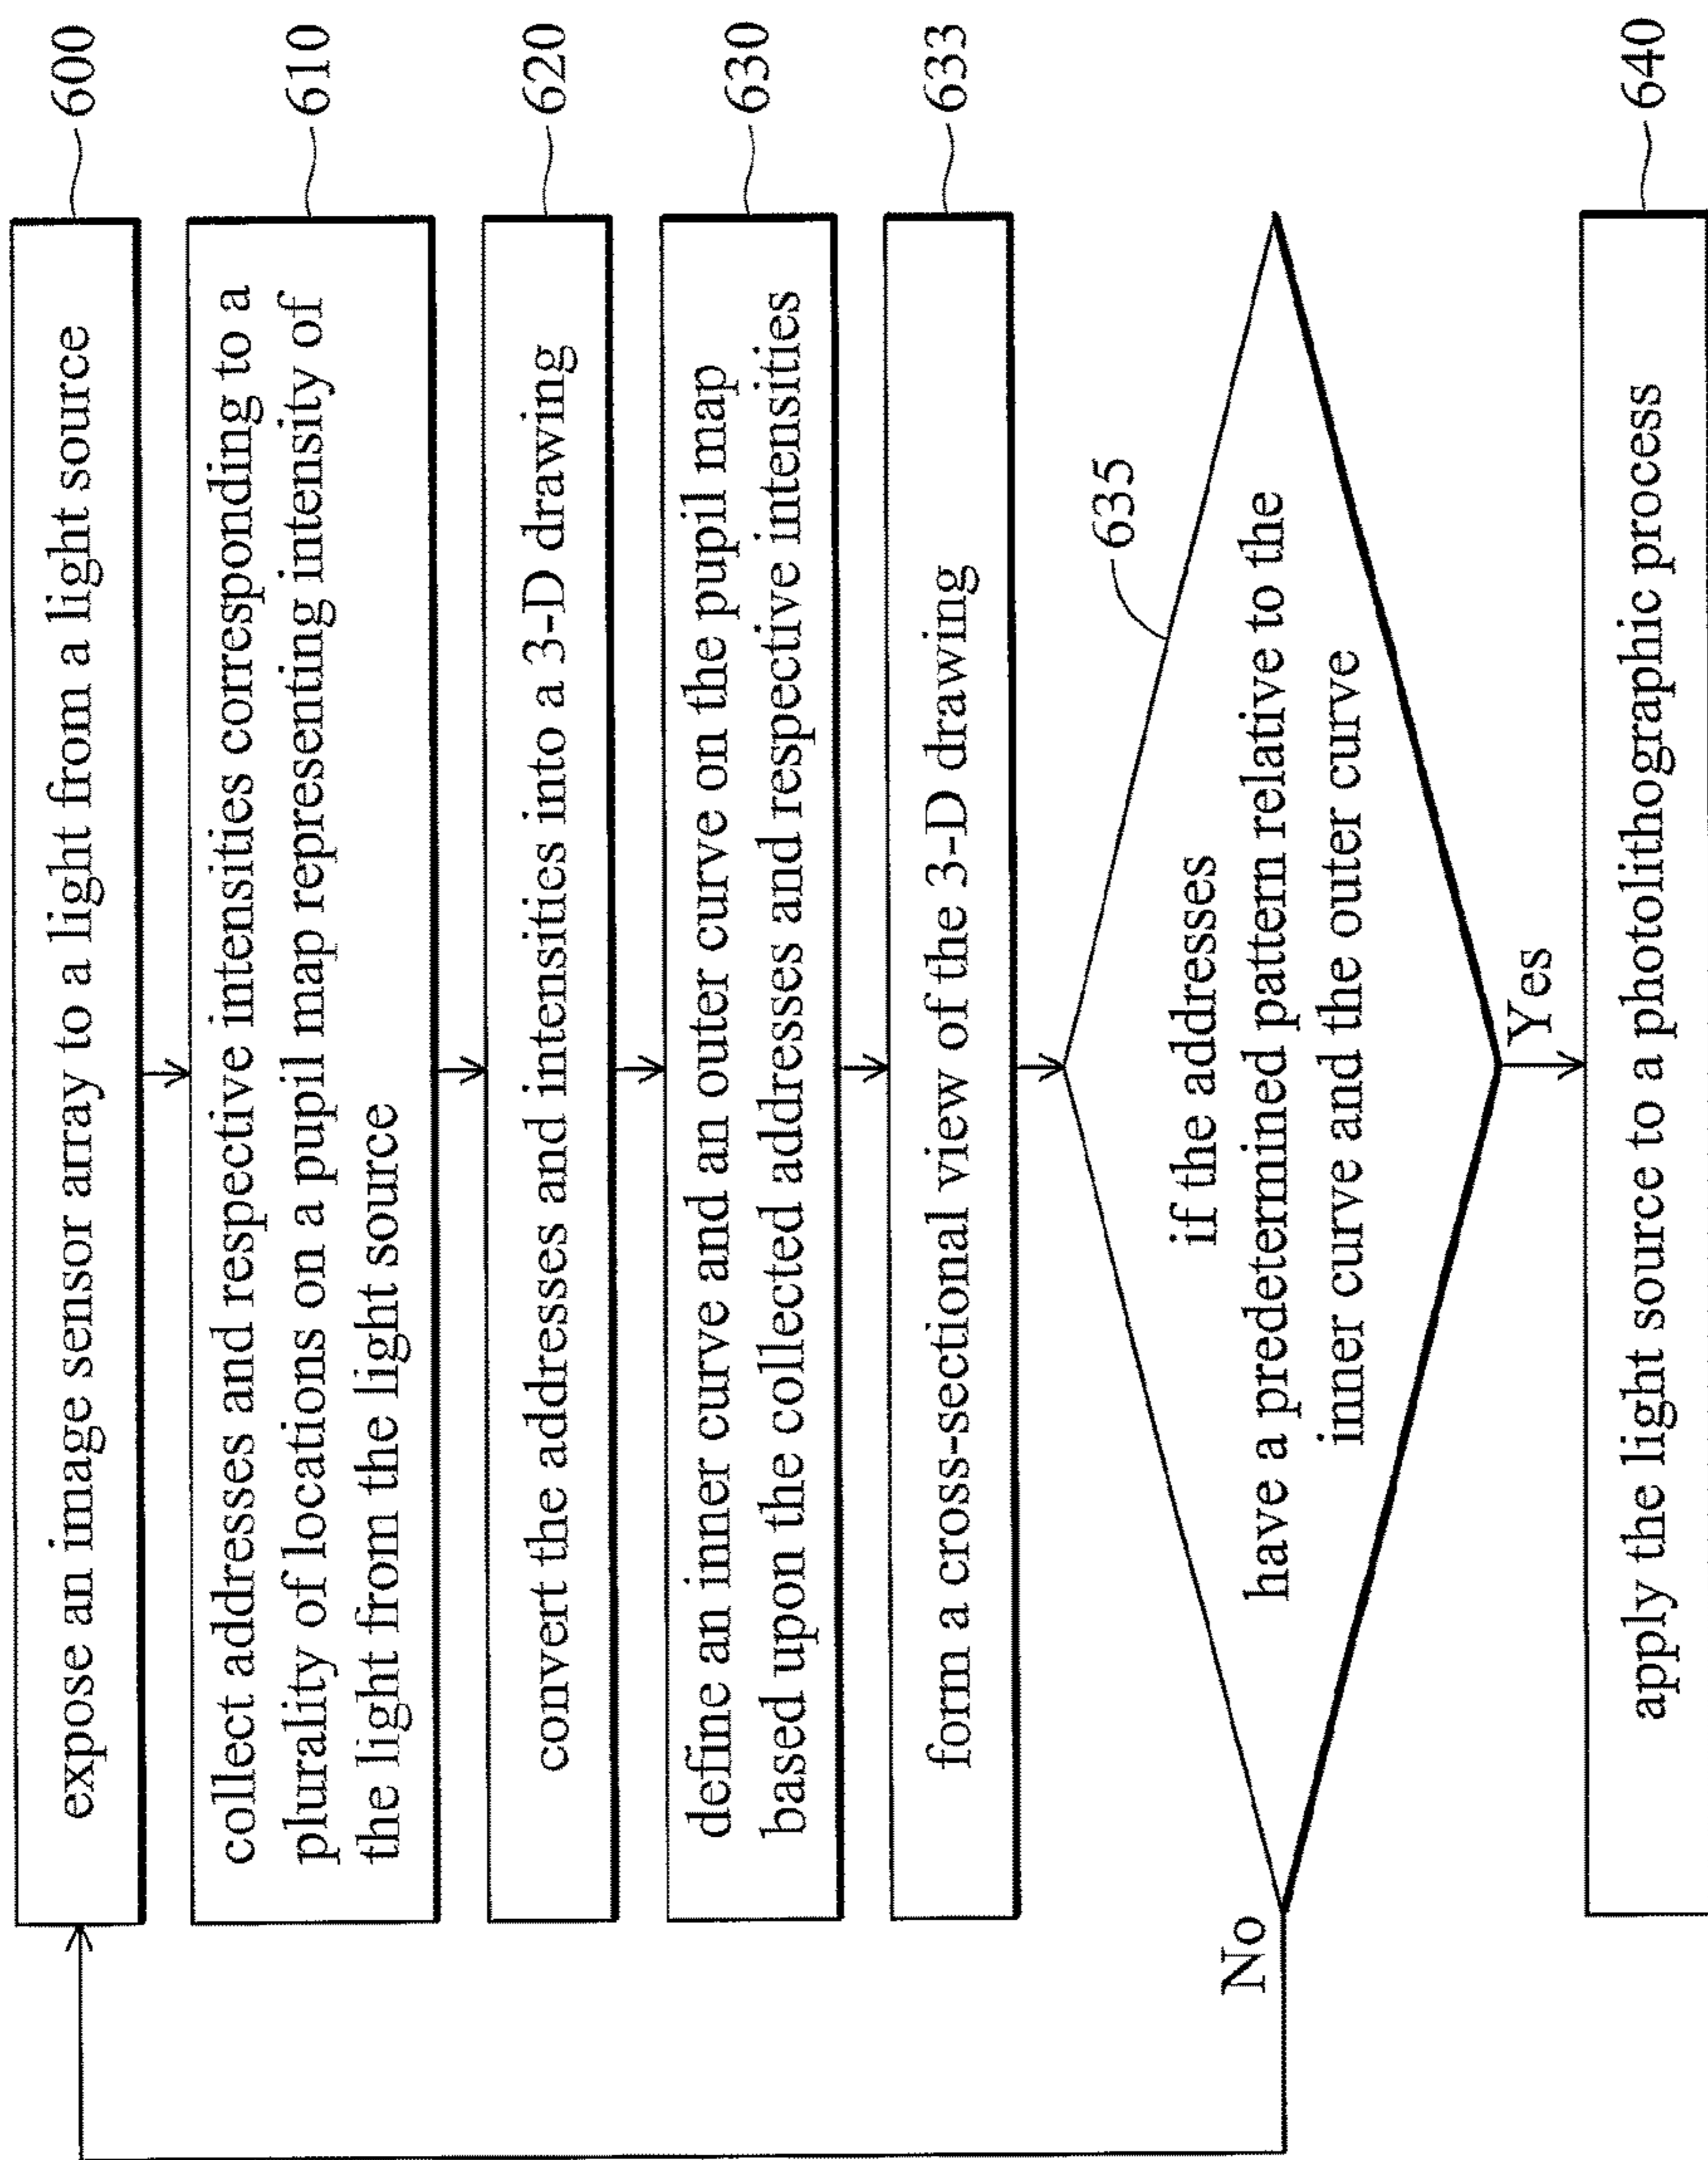 expose an image sensor array to a light from a light source
600
collect addresses and respective intensities corresponding to a
plurality of locations on a pupil map representing intensity of
the light from the light source
610
convert the addresses and intensities into a 3-D drawing
620
define an inner curve and an outer curve on the pupil map
based upon the collected addresses and respective intensities
630
form a cross-sectional view of the 3-D drawing
633
635
if the addresses
have a predetermined pattern relative to the
inner curve and the outer curve
No
Yes
apply the light source to a photolithographic process
640